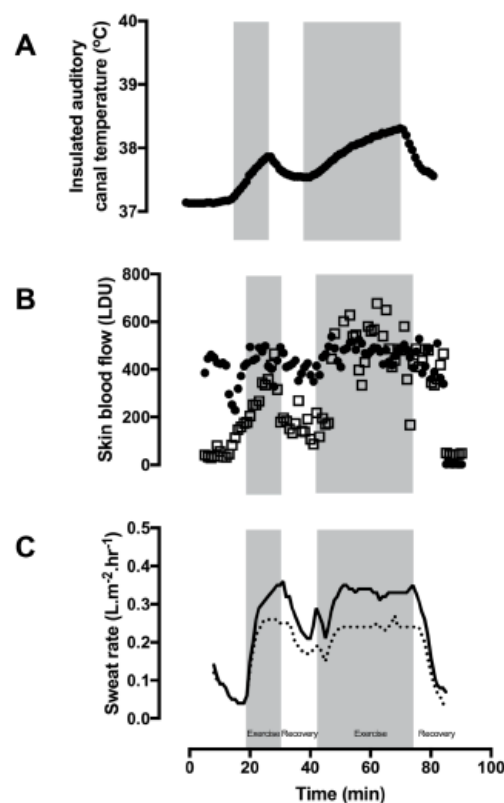 A
Insulated auditory
canal temperature (°C)
40
39
38
37
B
Skin blood flow (LDU)
800
600
400
200
0
C
Sweat rate (L.m-2.hr-1)
0.5
0.4
0.3
0.2
0.1
0.0
Exercise Recovery Exercise Recovery
0 20 40 60 80 100
Time (min)